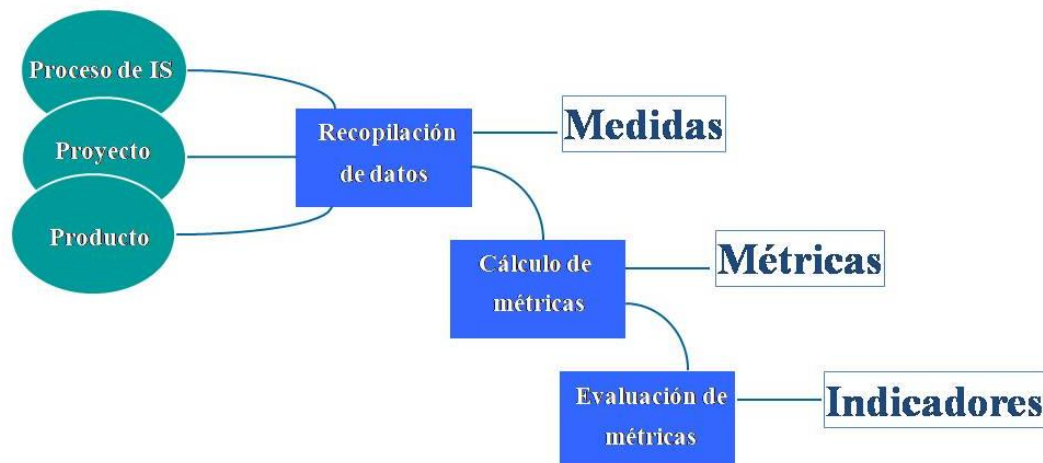 Proceso de IS
Proyecto
Producto
Recopilación
de datos
Medidas
Cálculo de
métricas
Métricas
Evaluación de
métricas
Indicadores